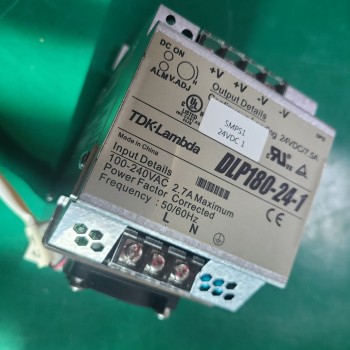 DC ON
ALM V.ADJ
+V +V -V -V
Output Details
24VDC/7.5A
SMPS1
24VDC 1
TDK-Lambda
Made in China
DLP180-24-1
Input Details
100-240VAC 2.7A Maximum
Power Factor Corrected
Frequency : 50/60Hz
L N